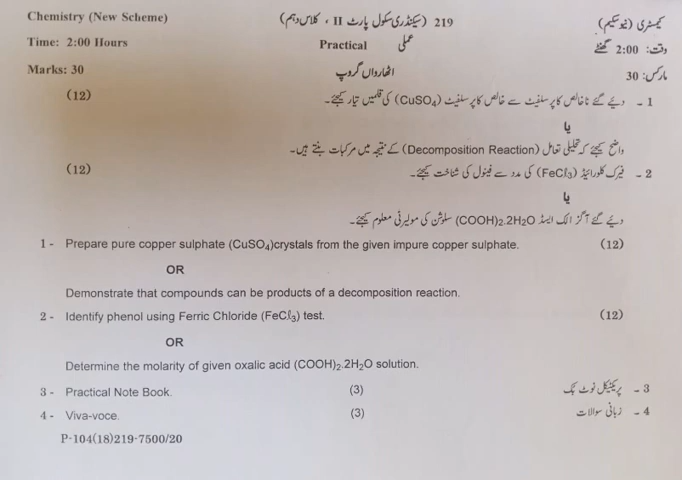 Chemistry (New Scheme) 219 (سیکنڈری سکول پارٹ II ، کلاس دہم) کیمسٹری (نیو سکیم)
Time: 2:00 Hours Practical عملی وقت: 2:00 گھنٹے
Marks: 30 اٹھارواں گروپ مارکس: 30
1 - دیئے گئے ناخالص کاپر سلفیٹ سے خالص کاپر سلفیٹ (CuSO₄) کی قلمیں تیار کیجئے۔ (12)
یا
واضح کیجئے کہ تحلیلی تعامل (Decomposition Reaction) کے نتیجہ میں مرکبات بنتے ہیں۔
2 - فیرک کلورائیڈ (FeCℓ₃) کی مدد سے فینول کی شناخت کیجئے۔ (12)
یا
دیئے گئے آگزالک ایسڈ (COOH)₂.2H₂O سلوشن کی مولیرٹی معلوم کیجئے۔
1 - Prepare pure copper sulphate (CuSO₄)crystals from the given impure copper sulphate. (12)
OR
Demonstrate that compounds can be products of a decomposition reaction.
2 - Identify phenol using Ferric Chloride (FeCℓ₃) test. (12)
OR
Determine the molarity of given oxalic acid (COOH)₂.2H₂O solution.
3 - Practical Note Book. (3) 3 - پریکٹیکل نوٹ بک
4 - Viva-voce. (3) 4 - زبانی سوالات
P-104(18)219-7500/20